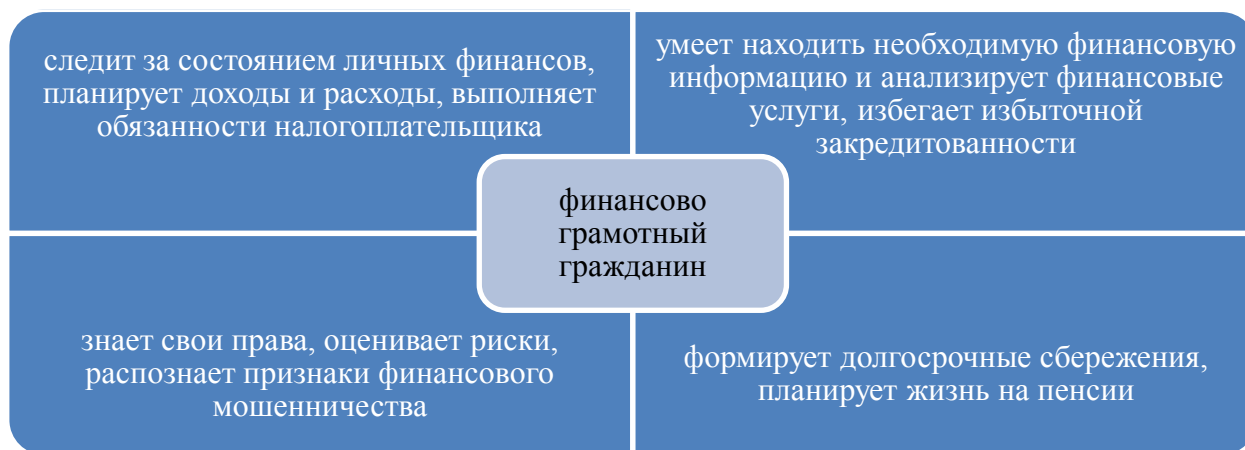 следит за состоянием личных финансов,
планирует доходы и расходы, выполняет
обязанности налогоплательщика
умеет находить необходимую финансовую
информацию и анализирует финансовые
услуги, избегает избыточной
закредитованности
финансово
грамотный
гражданин
знает свои права, оценивает риски,
распознает признаки финансового
мошенничества
формирует долгосрочные сбережения,
планирует жизнь на пенсии